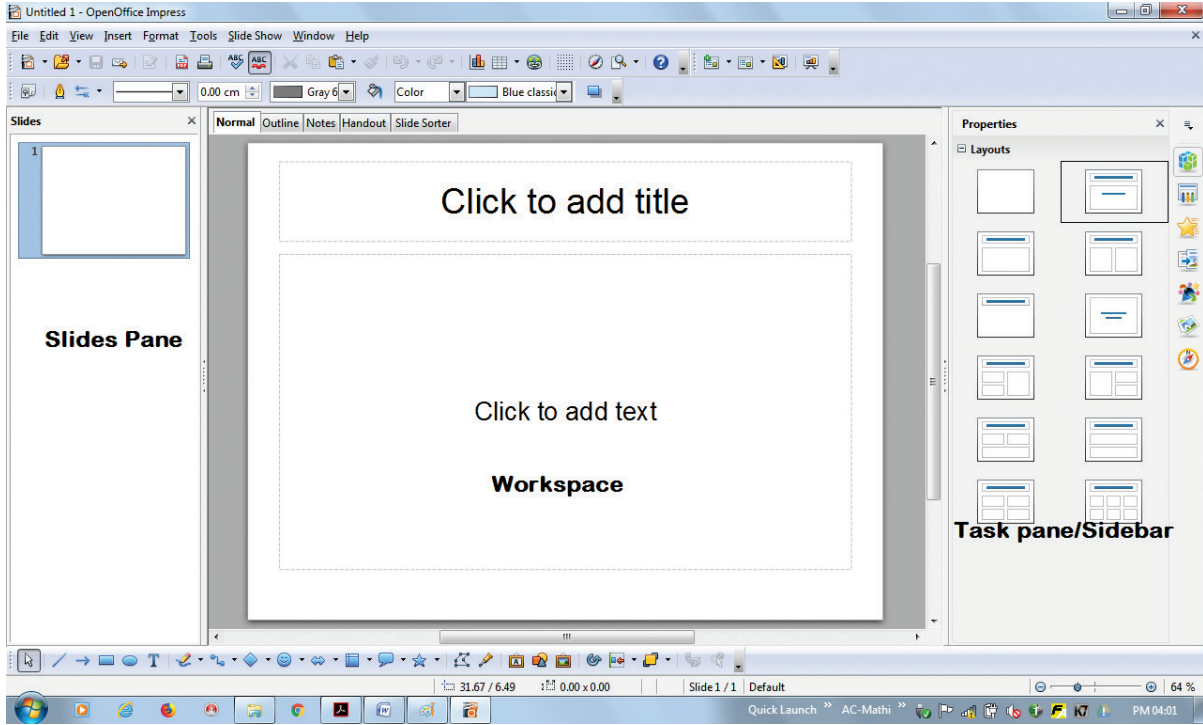 Untitled 1 - OpenOffice Impress
File Edit View Insert Format Tools Slide Show Window Help
0.00 cm Gray 6 Color Blue classic
Slides
Normal Outline Notes Handout Slide Sorter
Properties
Layouts
1
Click to add title
Slides Pane
Click to add text
Workspace
Task pane/Sidebar
31.67 / 6.49 0.00 x 0.00 Slide 1 / 1 Default 64 %
Quick Launch » AC-Mathi » PM 04:01